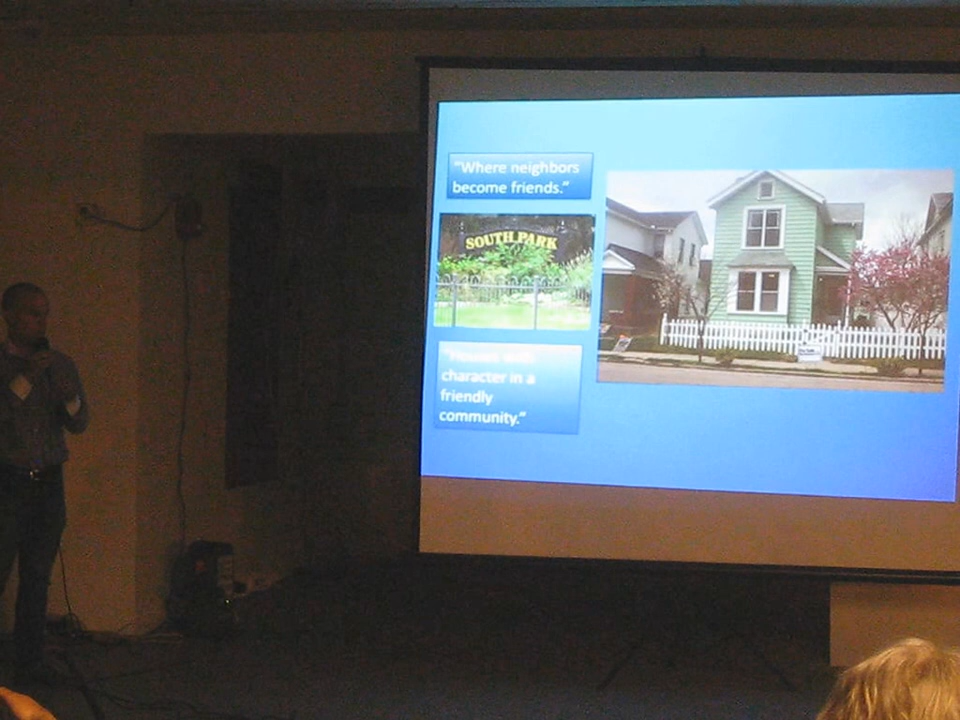 "Where neighbors
become friends."
SOUTH PARK
character in a
friendly
community."